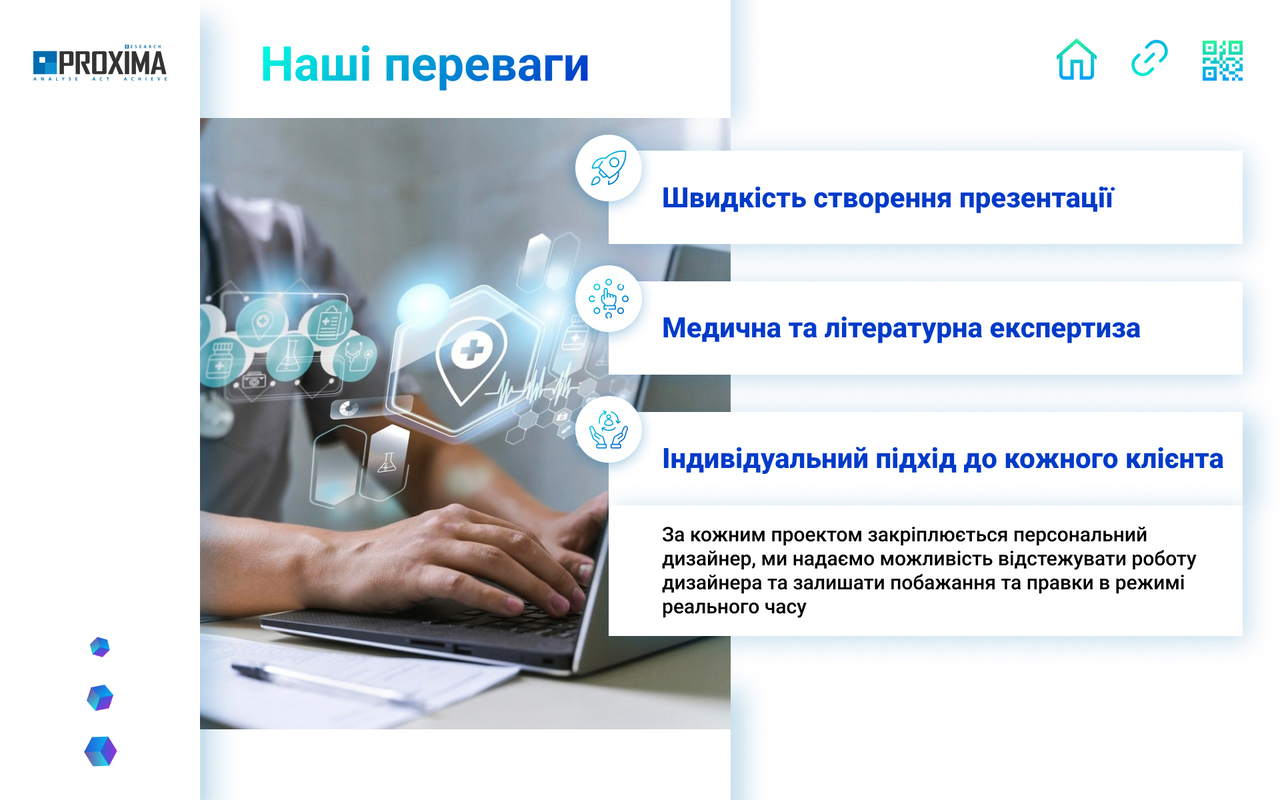 RESEARCH
PROXIMA
ANALYSE ACT ACHIEVE
Наші переваги
Швидкість створення презентації
Медична та літературна експертиза
Індивідуальний підхід до кожного клієнта
За кожним проектом закріплюється персональний
дизайнер, ми надаємо можливість відстежувати роботу
дизайнера та залишати побажання та правки в режимі
реального часу